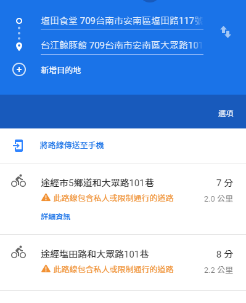 塩田食堂 709台南市安南區塩田路117號
台江鯨豚館 709台南市安南區大眾路101
新增目的地
選項
將路線傳送至手機
途經市5鄉道和大眾路101巷
7 分
此路線包含私人或限制通行的道路
2.0 公里
詳細資訊
途經塩田路和大眾路101巷
8 分
此路線包含私人或限制通行的道路
2.2 公里